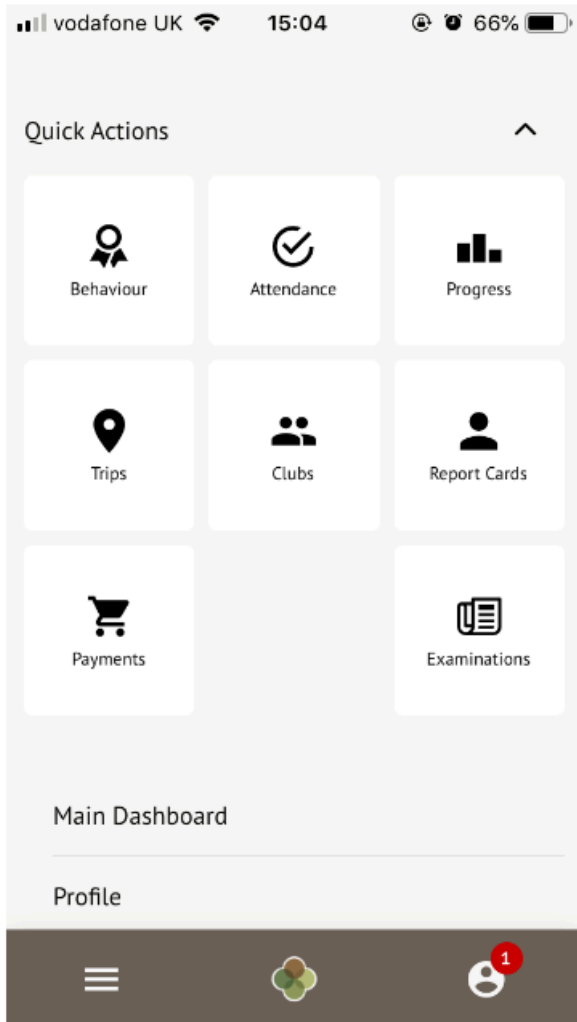 vodafone UK 15:04 66%
Quick Actions
Behaviour Attendance Progress
Trips Clubs Report Cards
Payments Examinations
Main Dashboard
Profile
1